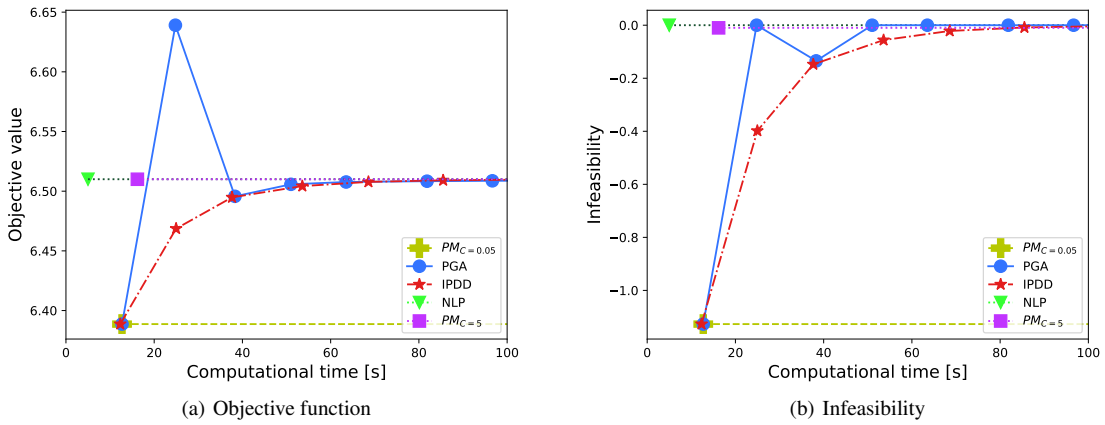 6.65
6.60
6.55
6.50
6.45
6.40
Objective value
0 20 40 60 80 100
Computational time [s]
PM_{C=0.05}
PGA
IPDD
NLP
PM_{C=5}
(a) Objective function
0.0
−0.2
−0.4
−0.6
−0.8
−1.0
Infeasibility
0 20 40 60 80 100
Computational time [s]
PM_{C=0.05}
PGA
IPDD
NLP
PM_{C=5}
(b) Infeasibility